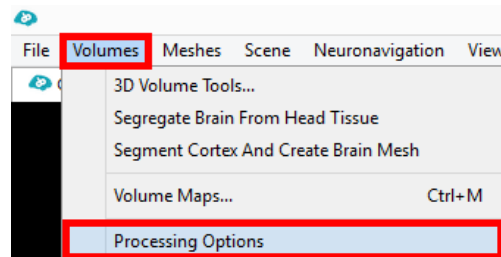 File Volumes Meshes Scene Neuronavigation View
3D Volume Tools...
Segregate Brain From Head Tissue
Segment Cortex And Create Brain Mesh
Volume Maps... Ctrl+M
Processing Options